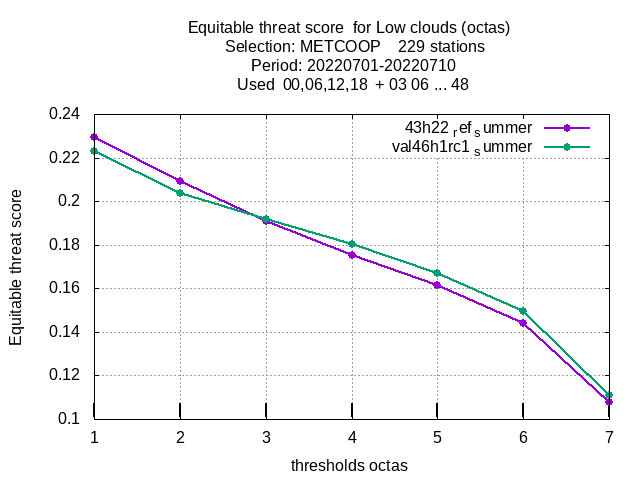 Equitable threat score for Low clouds (octas)
Selection: METCOOP 229 stations
Period: 20220701-20220710
Used 00,06,12,18 + 03 06 ... 48
43h22 ref summer
val46h1rc1 summer
Equitable threat score
0.24
0.22
0.2
0.18
0.16
0.14
0.12
0.1
1 2 3 4 5 6 7
thresholds octas